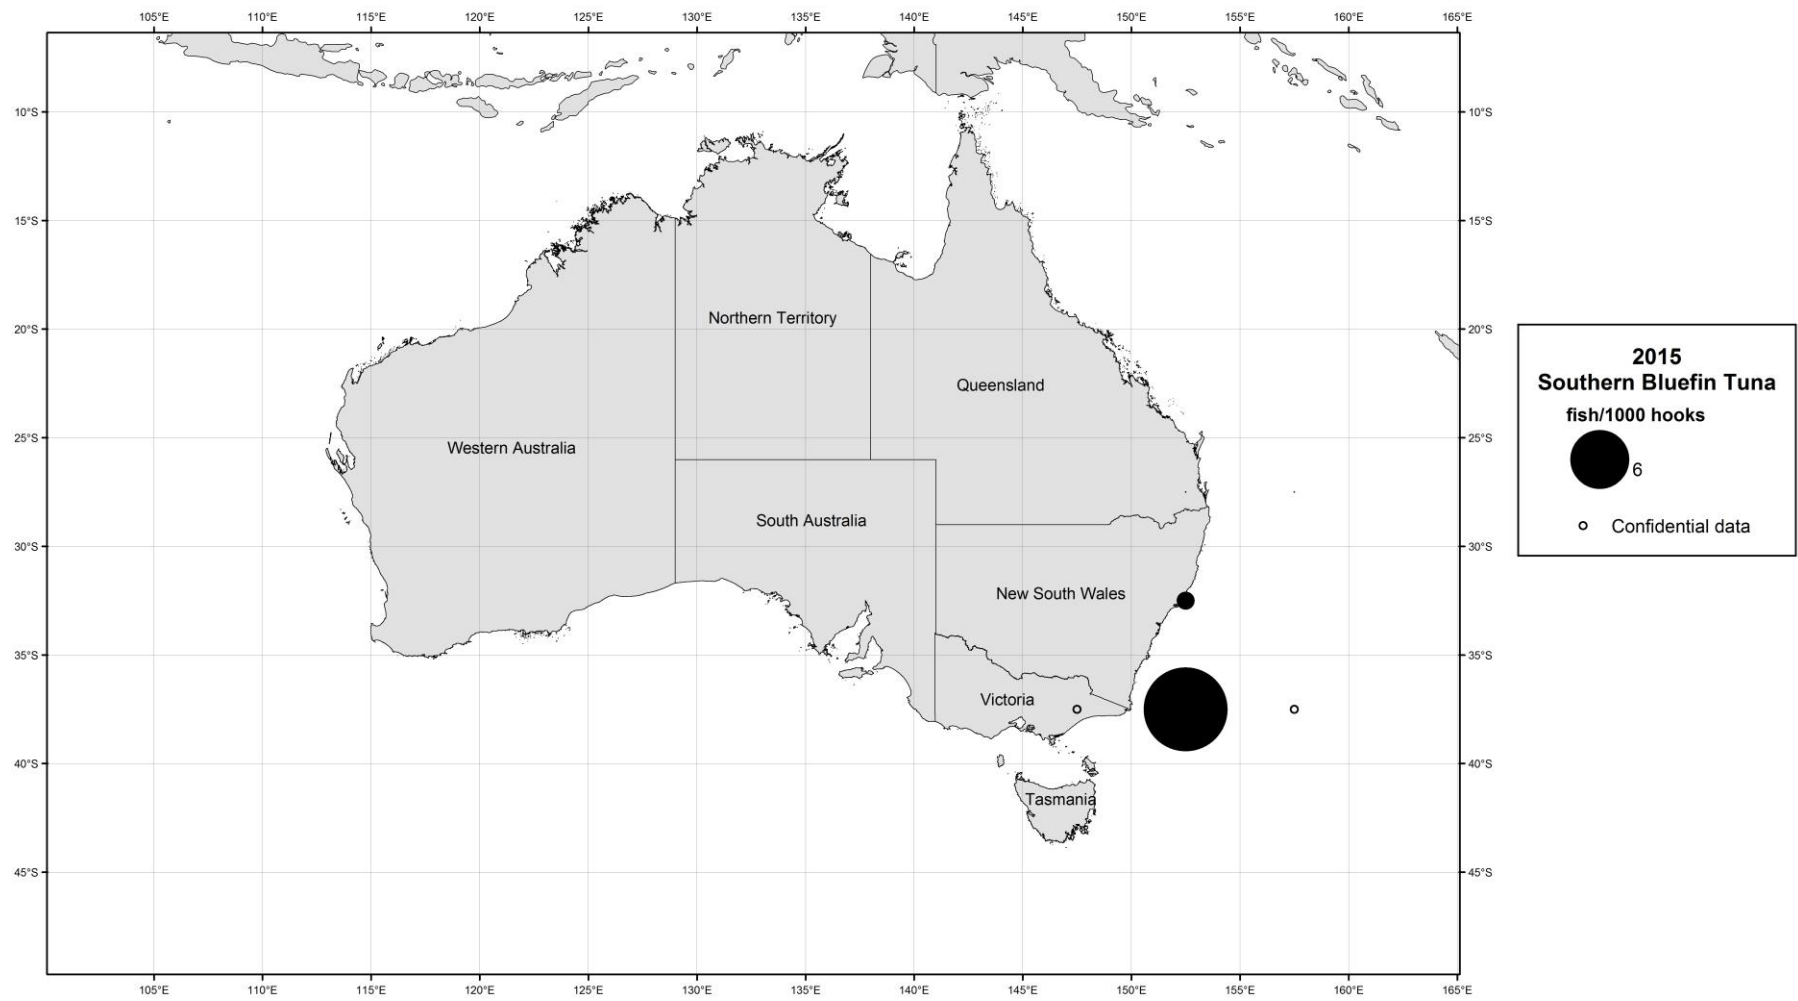 105°E 110°E 115°E 120°E 125°E 130°E 135°E 140°E 145°E 150°E 155°E 160°E 165°E
10°S 10°S
15°S 15°S
Northern Territory
20°S 20°S
2015
Southern Bluefin Tuna
Queensland
fish/1000 hooks
25°S 25°S
Western Australia
6
South Australia
Confidential data
30°S 30°S
New South Wales
35°S 35°S
Victoria
40°S 40°S
Tasmania
45°S 45°S
105°E 110°E 115°E 120°E 125°E 130°E 135°E 140°E 145°E 150°E 155°E 160°E 165°E